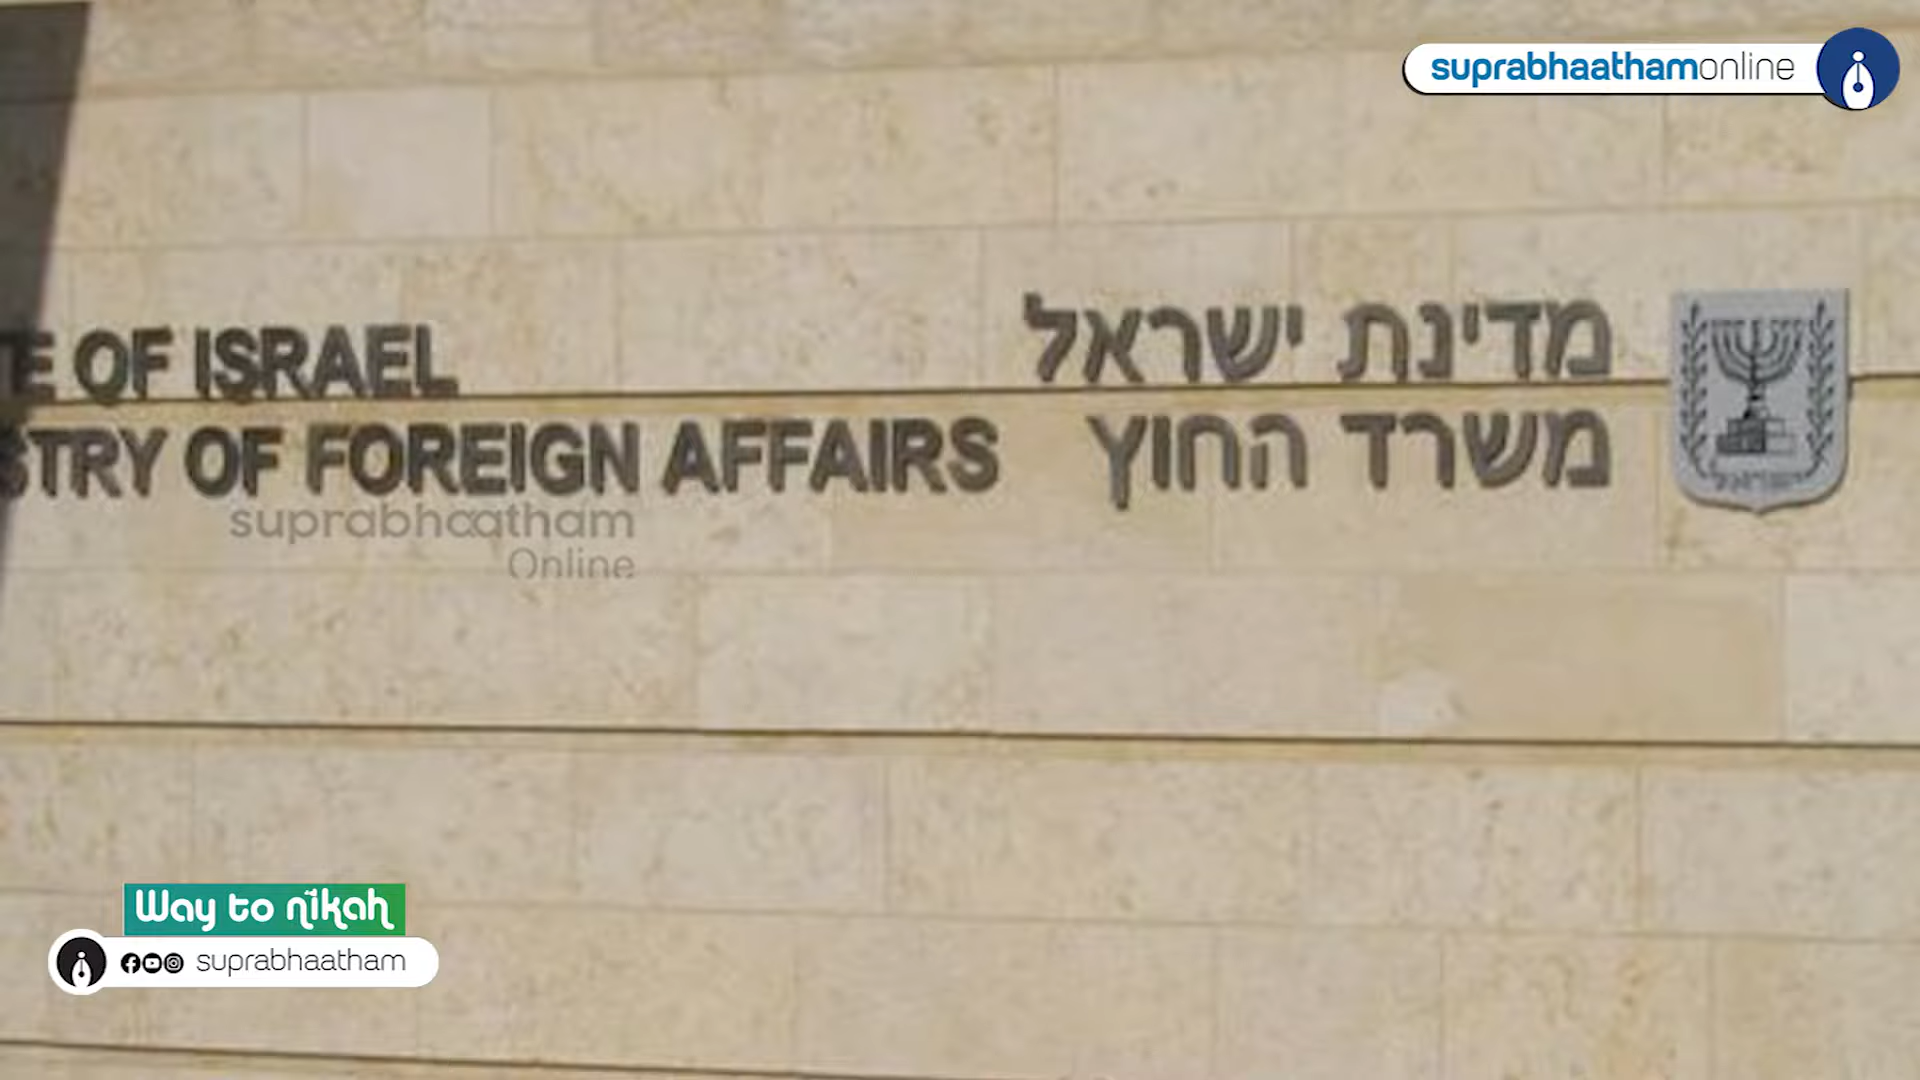 suprabhaathamonline
E OF ISRAEL
מדינת ישראל
STRY OF FOREIGN AFFAIRS
משרד החוץ
suprabhaatham
Online
Way to nikah
suprabhaatham